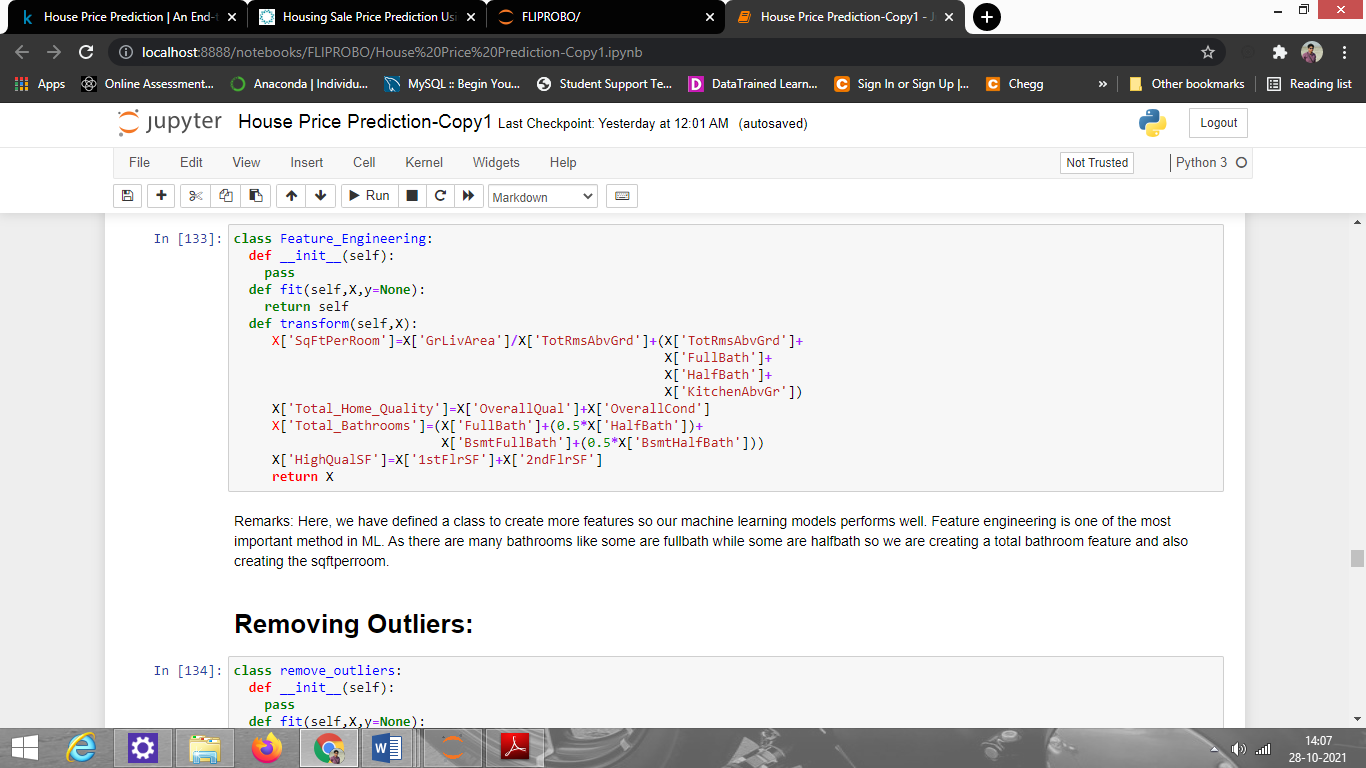 House Price Prediction | An End-t
Housing Sale Price Prediction Usi
FLIPROBO/
House Price Prediction-Copy1 - J
localhost:8888/notebooks/FLIPROBO/House%20Price%20Prediction-Copy1.ipynb
Apps Online Assessment... Anaconda | Individu... MySQL :: Begin You... Student Support Te... DataTrained Learn... Sign In or Sign Up |... Chegg » Other bookmarks Reading list
jupyter House Price Prediction-Copy1 Last Checkpoint: Yesterday at 12:01 AM (autosaved) Logout
File Edit View Insert Cell Kernel Widgets Help Not Trusted Python 3
Run Markdown
In [133]: class Feature_Engineering:
def __init__(self):
pass
def fit(self,X,y=None):
return self
def transform(self,X):
X['SqFtPerRoom']=X['GrLivArea']/X['TotRmsAbvGrd']+(X['TotRmsAbvGrd']+
X['FullBath']+
X['HalfBath']+
X['KitchenAbvGr'])
X['Total_Home_Quality']=X['OverallQual']+X['OverallCond']
X['Total_Bathrooms']=(X['FullBath']+(0.5*X['HalfBath'])+
X['BsmtFullBath']+(0.5*X['BsmtHalfBath']))
X['HighQualSF']=X['1stFlrSF']+X['2ndFlrSF']
return X
Remarks: Here, we have defined a class to create more features so our machine learning models performs well. Feature engineering is one of the most
important method in ML. As there are many bathrooms like some are fullbath while some are halfbath so we are creating a total bathroom feature and also
creating the sqftperroom.
Removing Outliers:
In [134]: class remove_outliers:
def __init__(self):
pass
def fit(self,X,y=None):
14:07
28-10-2021